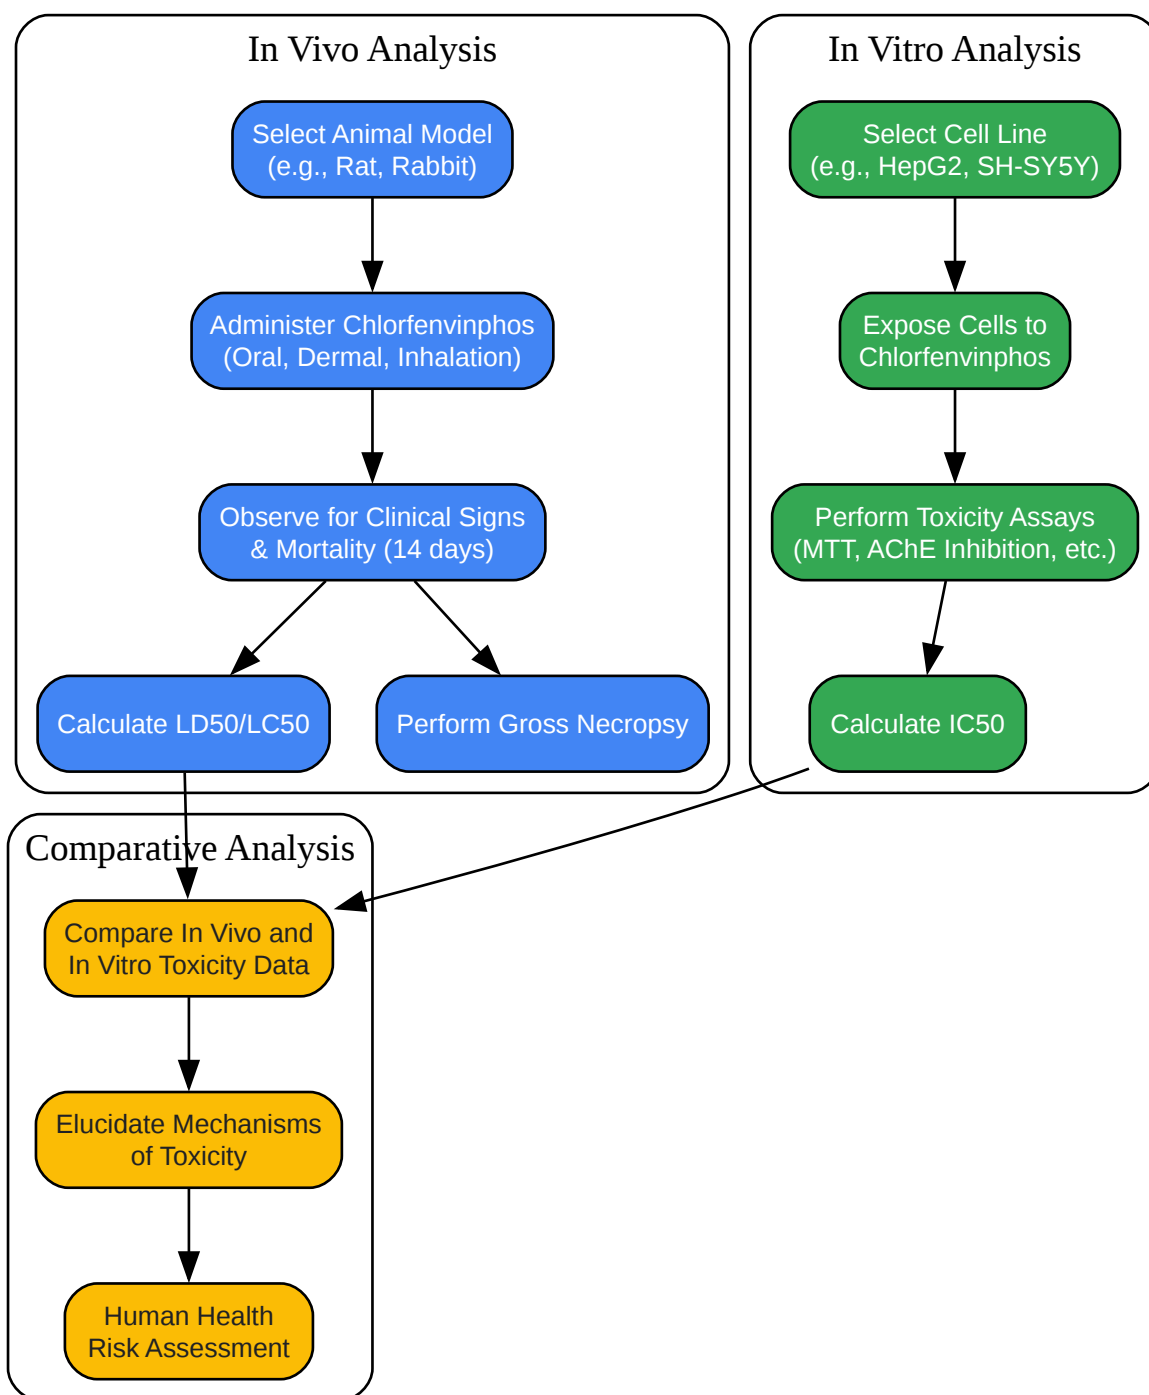 In Vivo Analysis
Select Animal Model
(e.g., Rat, Rabbit)
Administer Chlorfenvinphos
(Oral, Dermal, Inhalation)
Observe for Clinical Signs
& Mortality (14 days)
Calculate LD50/LC50
Perform Gross Necropsy
In Vitro Analysis
Select Cell Line
(e.g., HepG2, SH-SY5Y)
Expose Cells to
Chlorfenvinphos
Perform Toxicity Assays
(MTT, AChE Inhibition, etc.)
Calculate IC50
Comparative Analysis
Compare In Vivo and
In Vitro Toxicity Data
Elucidate Mechanisms
of Toxicity
Human Health
Risk Assessment